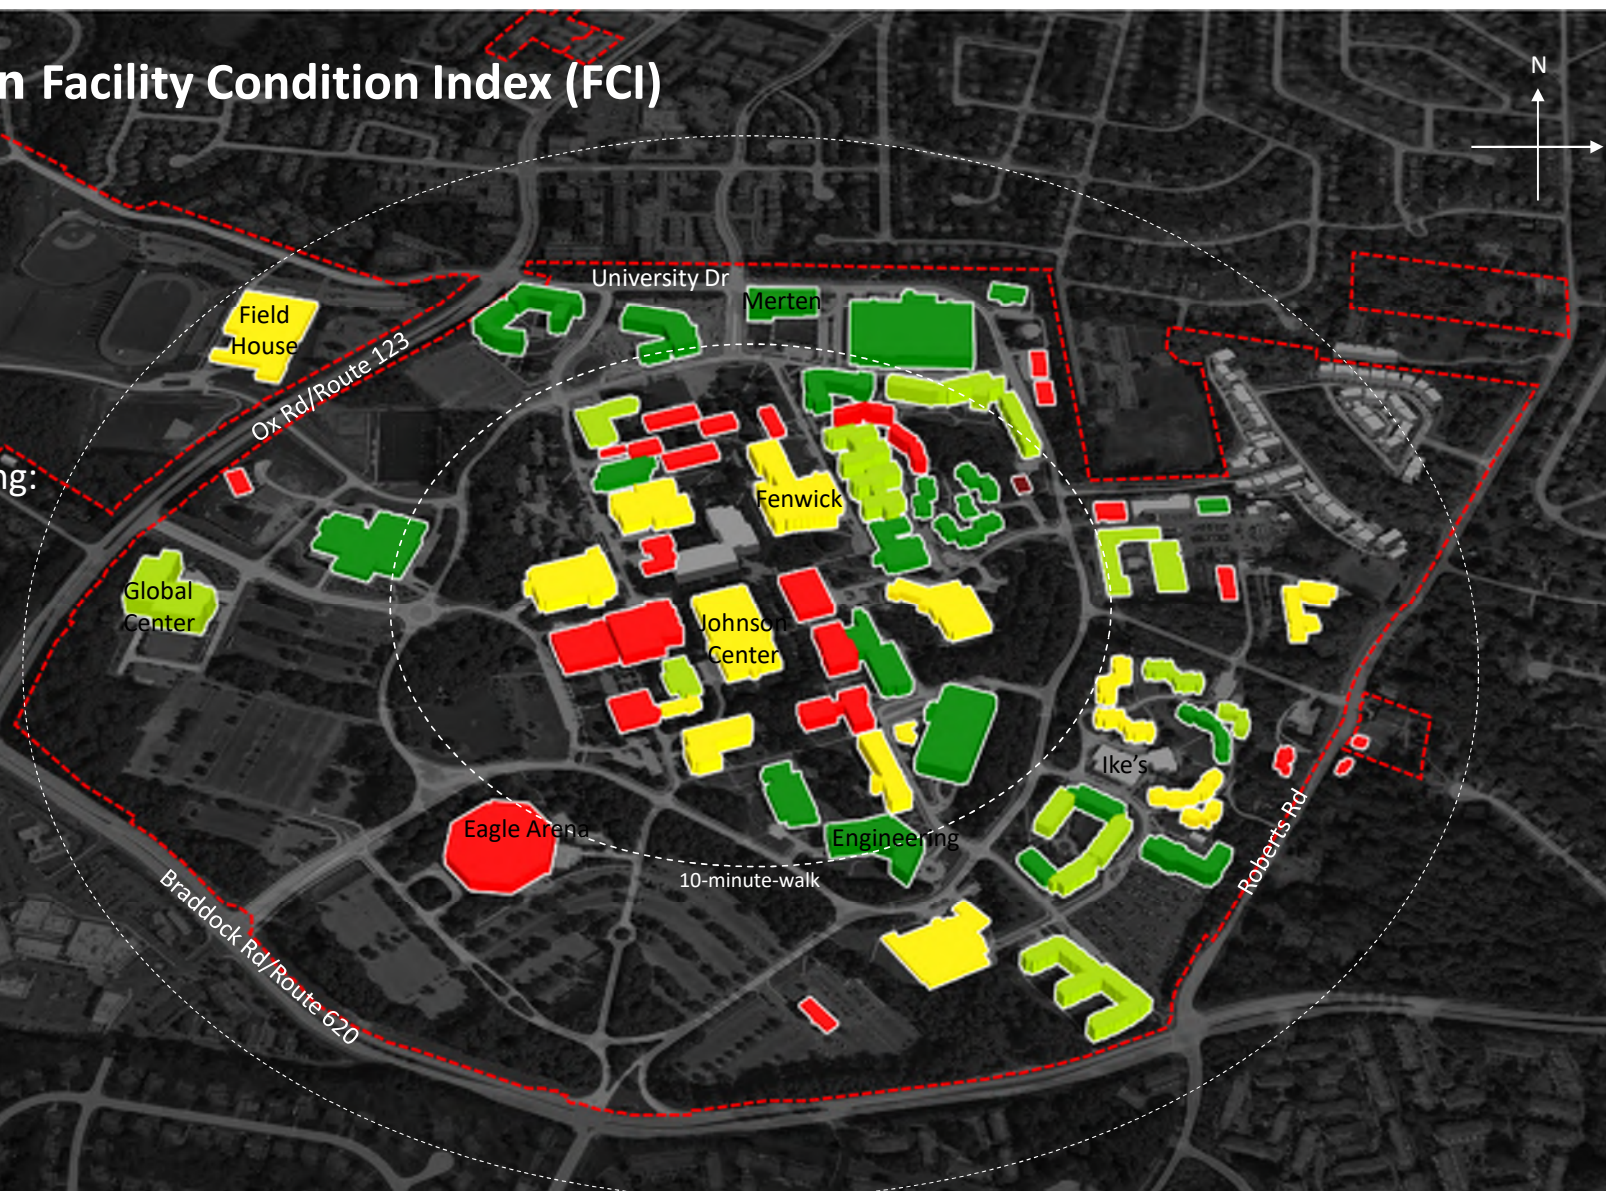 n Facility Condition Index (FCI)
N
University Dr
Merten
Field
House
Ox Rd/Route 123
ng:
Fenwick
Global
Center
Johnson
Center
Ike's
Eagle Arena
Engineering
10-minute-walk
Roberts Rd
Braddock Rd/Route 620